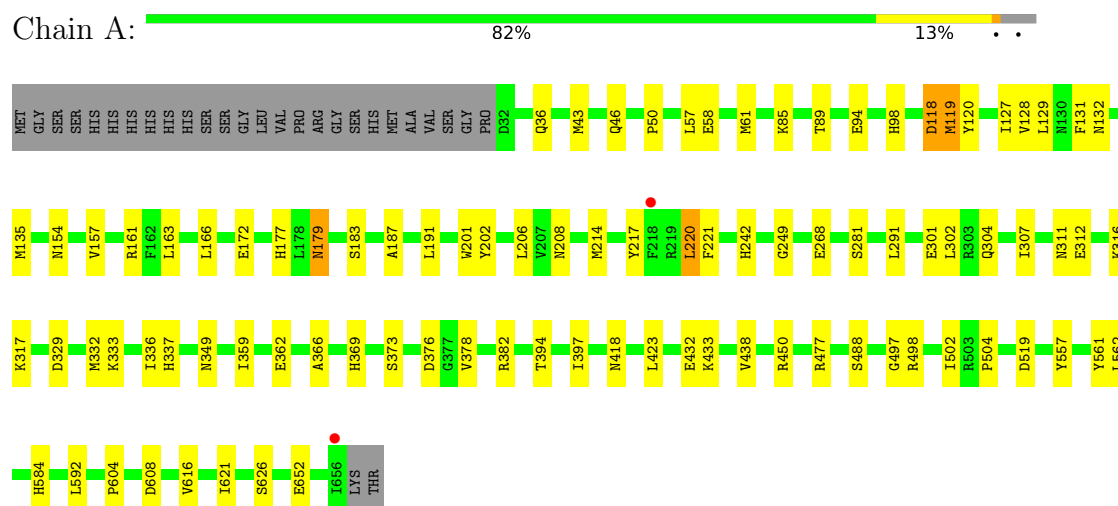 Chain A:
82% 13% • •
MET GLY SER SER HIS HIS HIS HIS HIS HIS HIS SER SER GLY LEU VAL PRO ARG GLY SER HIS MET ALA VAL SER GLY PRO D32 Q36 M43 Q46 P50 L57 E58 M61 K85 T89 E94 H98 D118 M119 Y120 I127 V128 L129 N130 F131 N132
M135 N154 V157 R161 F162 L163 L166 E172 H177 L178 N179 S183 A187 L191 W201 Y202 L206 V207 N208 M214 Y217 F218 R219 L220 F221 H242 G249 E268 S281 L291 E301 L302 R303 Q304 I307 N311 E312 K316
K317 D329 M332 K333 I336 H337 N349 I359 E362 A366 H369 S373 D376 G377 V378 R382 T394 I397 N418 L423 E432 K433 V438 R450 R477 S488 G497 R498 I502 R503 P504 D519 Y557 Y561 L562
H584 L592 P604 D608 V616 I621 S626 E652 I656 LYS THR